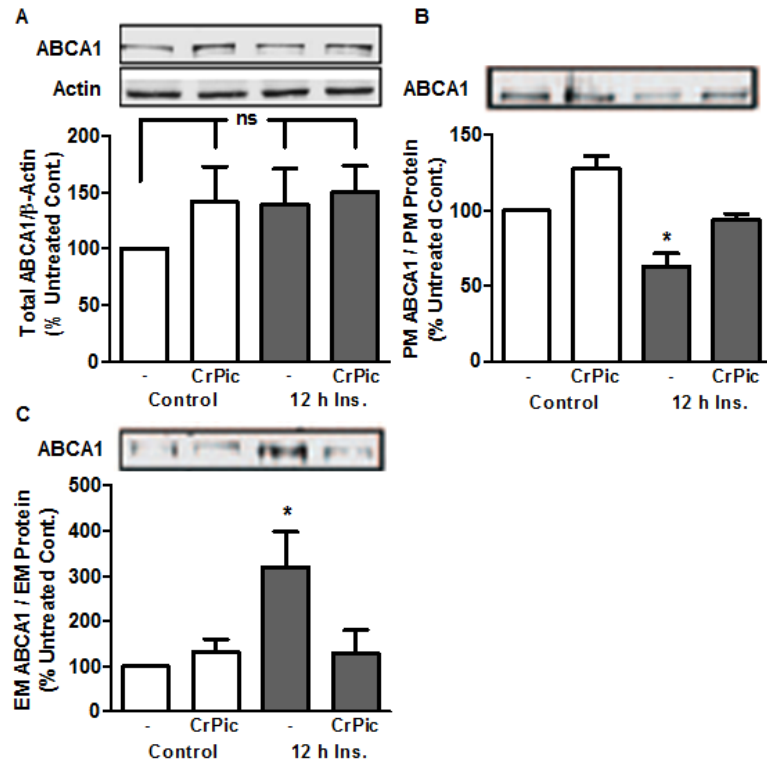 A
ABCA1
Actin
ns
Total ABCA1/β-Actin
(% Untreated Cont.)
200
150
100
50
0
- CrPic - CrPic
Control 12 h Ins.
B
ABCA1
PM ABCA1 / PM Protein
(% Untreated Cont.)
150
100
50
0
*
- CrPic - CrPic
Control 12 h Ins.
C
ABCA1
EM ABCA1 / EM Protein
(% Untreated Cont.)
500
400
300
200
100
0
*
- CrPic - CrPic
Control 12 h Ins.